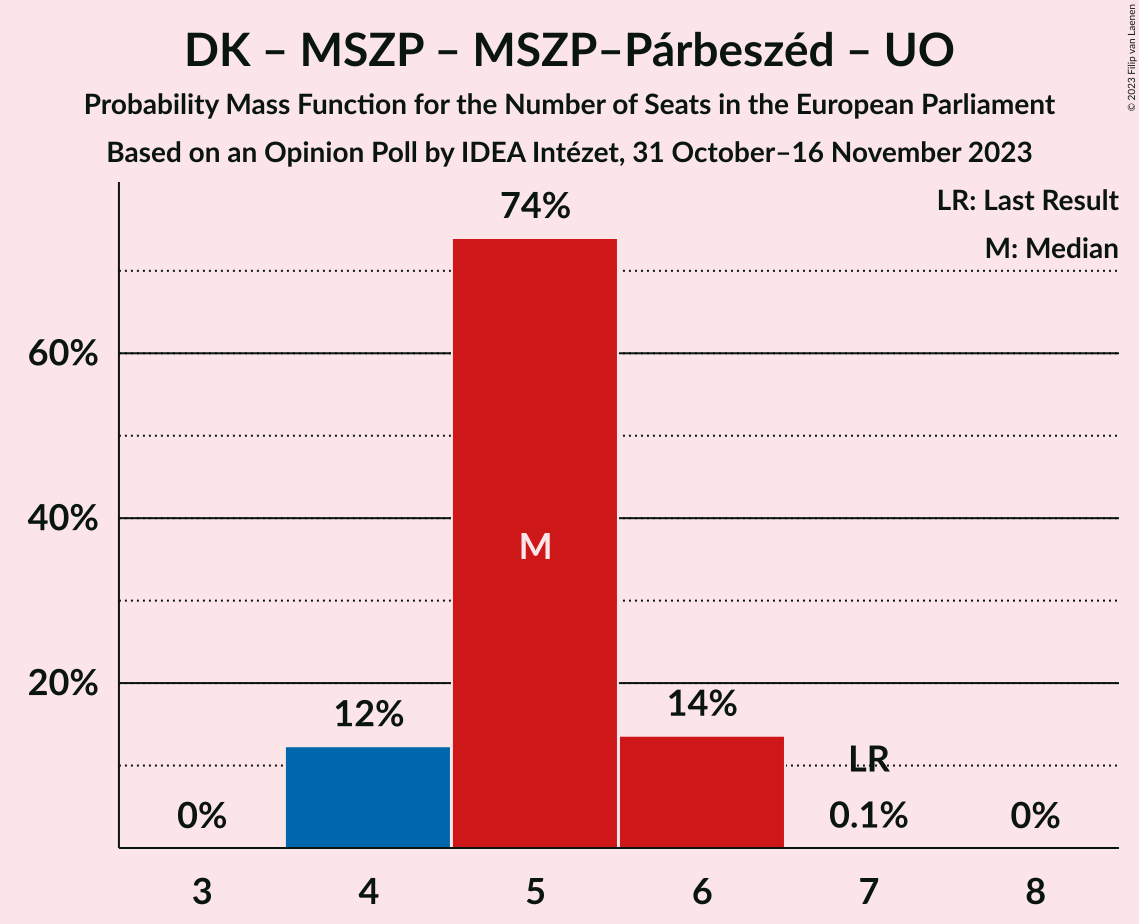 DK – MSZP – MSZP–Párbeszéd – UO
Probability Mass Function for the Number of Seats in the European Parliament
Based on an Opinion Poll by IDEA Intézet, 31 October–16 November 2023
© 2023 Filip van Laenen
LR: Last Result
M: Median
74%
60%
40%
M
20%
12%
14%
LR
0%
0.1%
0%
3
4
5
6
7
8